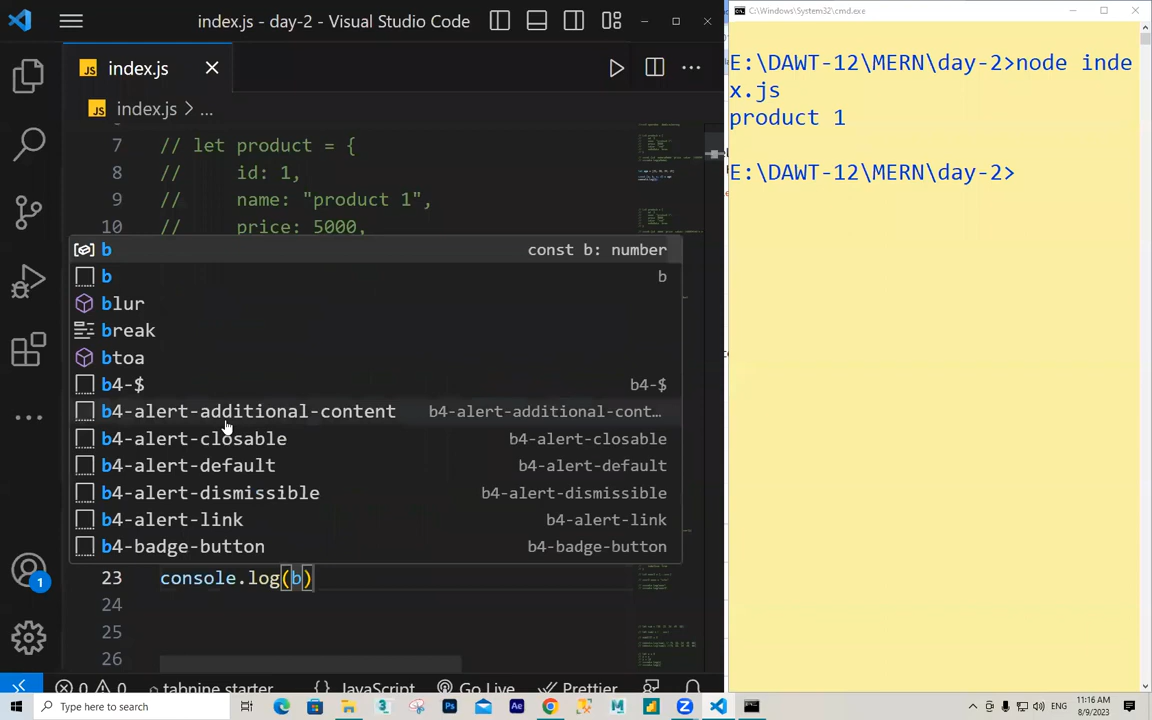 index.js - day-2 - Visual Studio Code
C:\Windows\System32\cmd.exe
JS index.js
JS index.js > ...
7 // let product = {
8 // id: 1,
9 // name: "product 1",
10 // price: 5000,
b const b: number
b b
blur
break
btoa
b4-$ b4-$
b4-alert-additional-content b4-alert-additional-cont…
b4-alert-closable b4-alert-closable
b4-alert-default b4-alert-default
b4-alert-dismissible b4-alert-dismissible
b4-alert-link b4-alert-link
b4-badge-button b4-badge-button
23 console.log(b)
24
25
26
1
0 0 tabnine starter {} JavaScript Go Live Prettier
E:\DAWT-12\MERN\day-2>node inde
x.js
product 1
E:\DAWT-12\MERN\day-2>
Type here to search
ENG
11:16 AM
8/9/2023